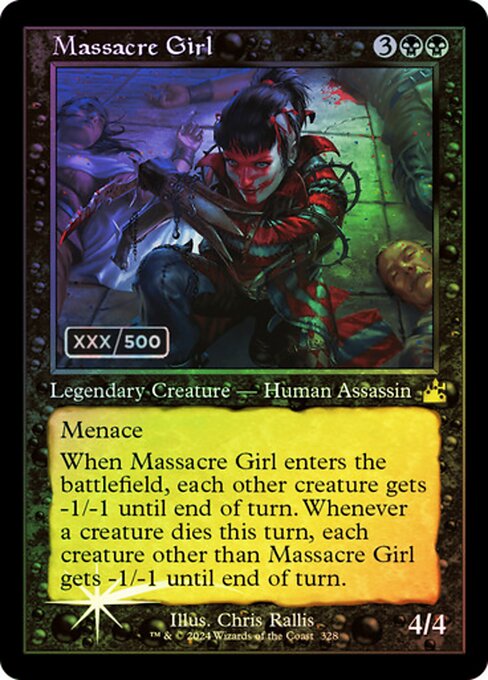 Massacre Girl 3
XXX/500
Legendary Creature — Human Assassin
Menace
When Massacre Girl enters the
battlefield, each other creature gets
-1/-1 until end of turn. Whenever
a creature dies this turn, each
creature other than Massacre Girl
gets -1/-1 until end of turn.
Illus. Chris Rallis
™ & © 2024 Wizards of the Coast 328
4/4